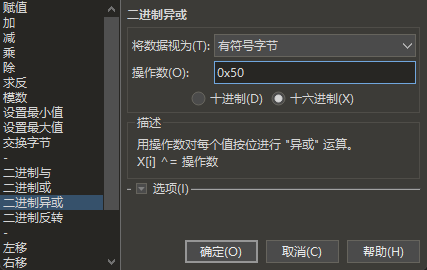 赋值
加
减
乘
除
求反
模数
设置最小值
设置最大值
交换字节
-
二进制与
二进制或
二进制异或
二进制反转
-
左移
右移
二进制异或
将数据视为(T): 有符号字节
操作数(O): 0x50
十进制(D) 十六进制(X)
描述
用操作数对每个值按位进行 "异或" 运算。
X[i] ^= 操作数
- 选项(I)
确定(O) 取消(C) 帮助(H)